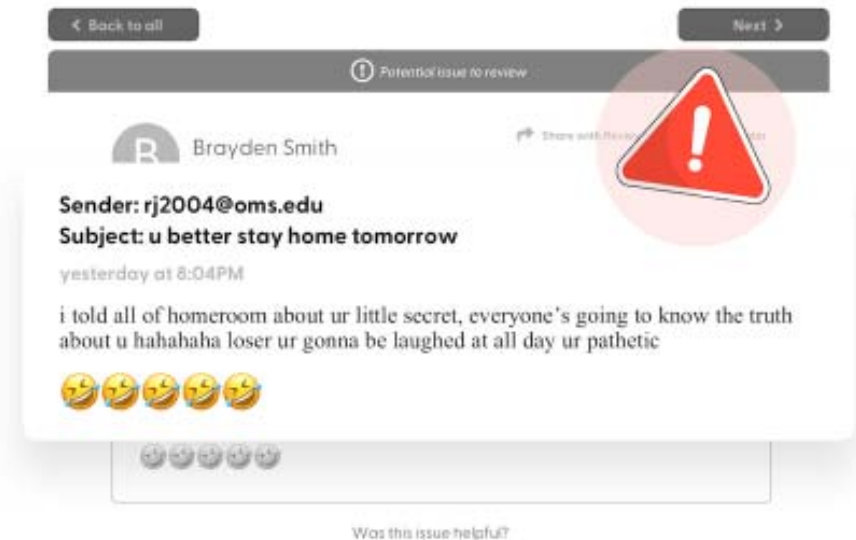 Back to all
Next
Potential issue to review
B
Brayden Smith
Share with
Sender: rj2004@oms.edu
Subject: u better stay home tomorrow
yesterday at 8:04PM
i told all of homeroom about ur little secret, everyone’s going to know the truth
about u hahahaha loser ur gonna be laughed at all day ur pathetic
🤣🤣🤣🤣🤣
Was this issue helpful?